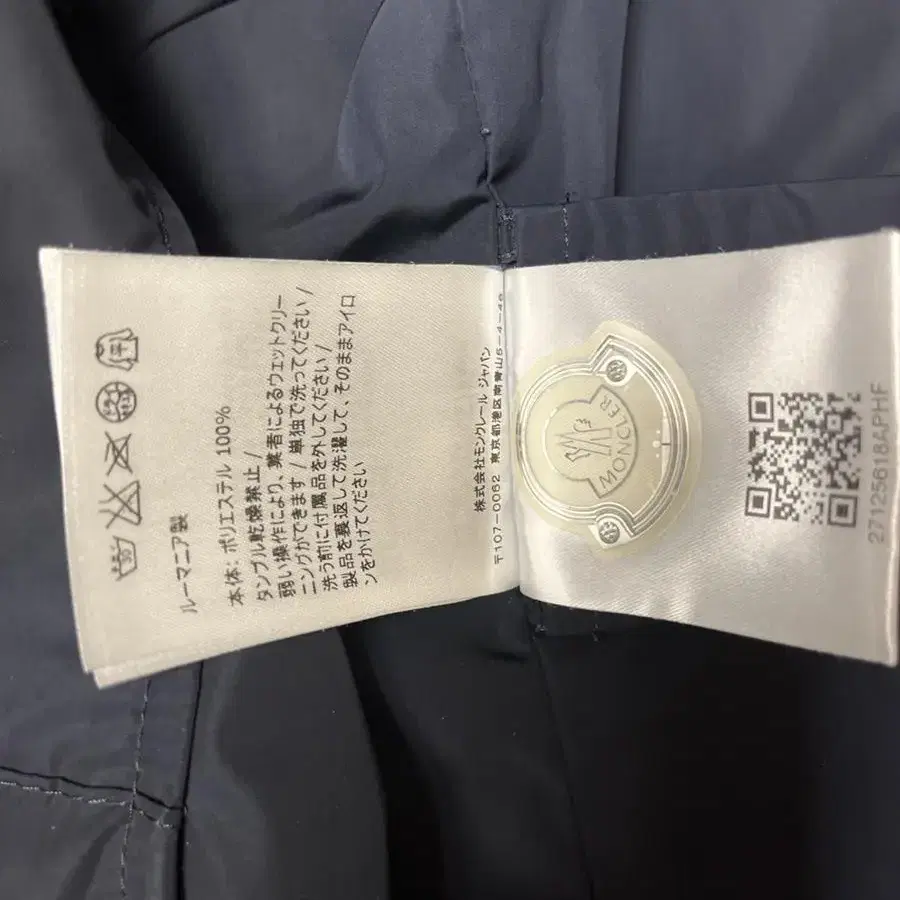 ルーマニア製
本体: ポリエステル 100%
タンブル乾燥禁止 /
弱い操作により、業者によるウェットクリー
ニングができます / 単独で洗ってください /
洗う前に付属品を外してください /
製品を裏返して洗濯して、そのままアイロ
ンをかけてください
株式会社モンクレール ジャパン
〒107-0062 東京都港区南青山5-4-46
MONCLER
27125618APHF